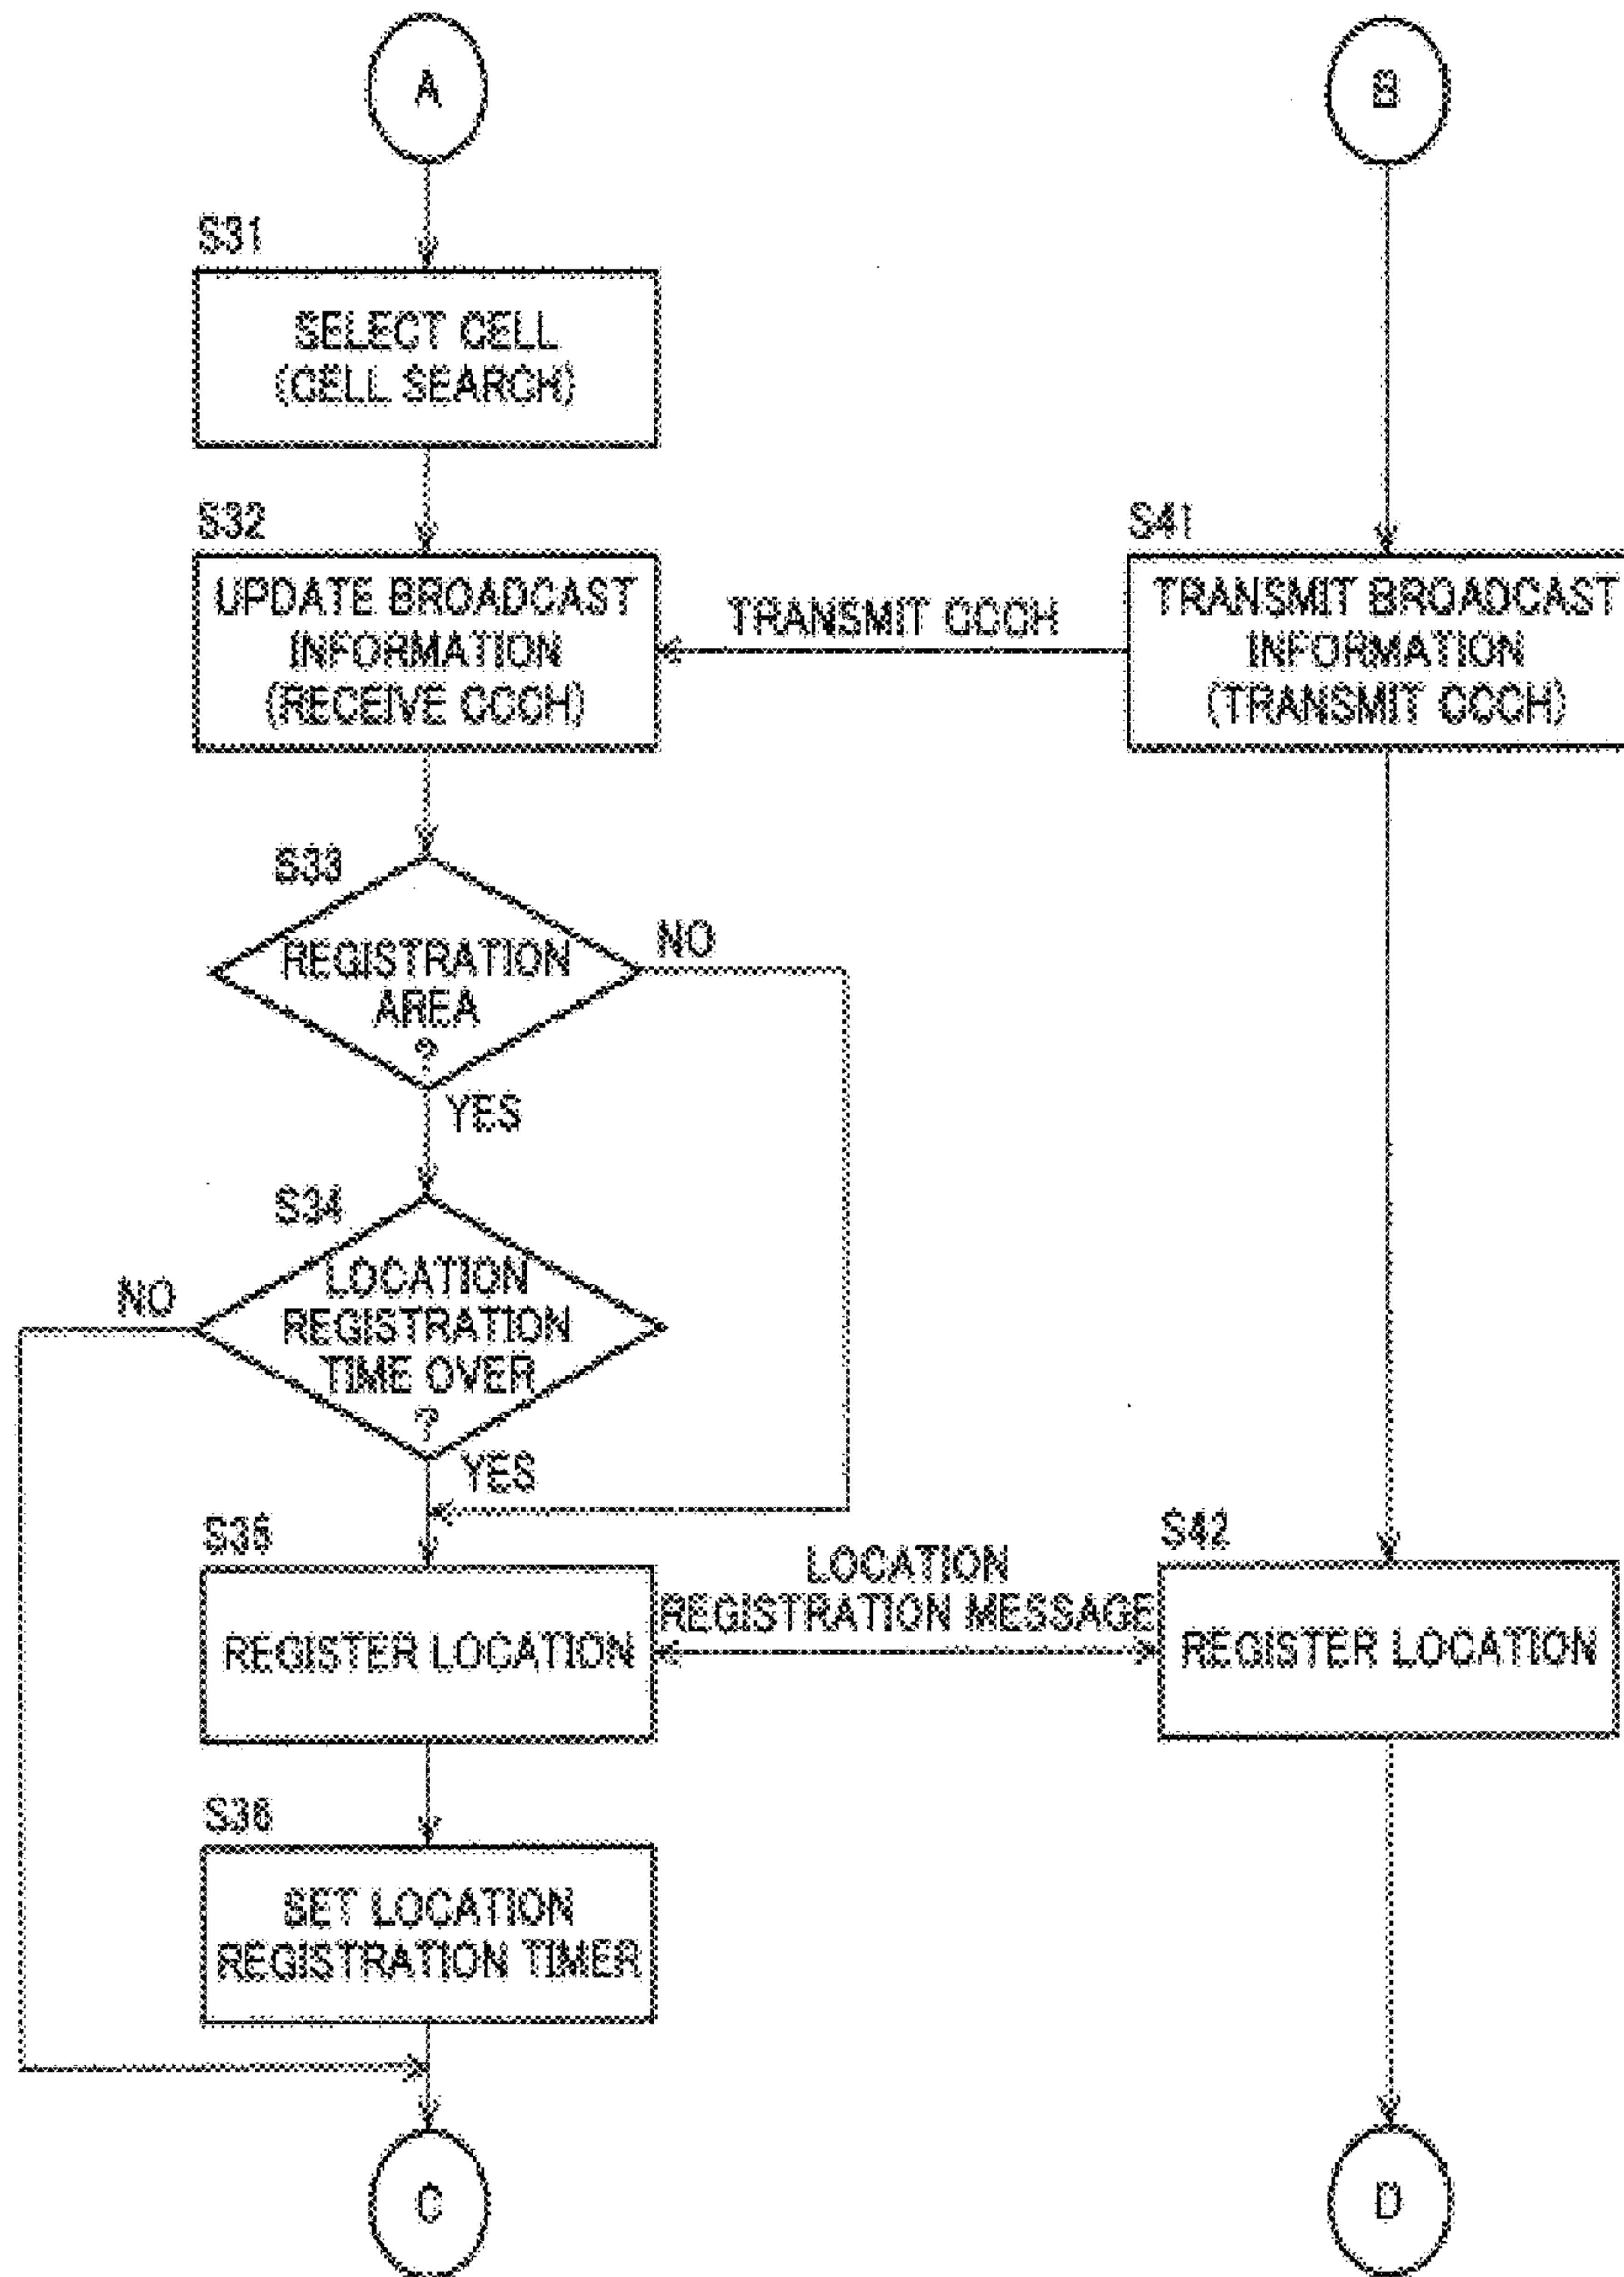 A
B
S31
SELECT CELL
(CELL SEARCH)
S32
UPDATE BROADCAST
INFORMATION
(RECEIVE CCCH)
TRANSMIT CCCH
S41
TRANSMIT BROADCAST
INFORMATION
(TRANSMIT CCCH)
S33
REGISTRATION
AREA
?
NO
YES
S34
LOCATION
REGISTRATION
TIME OVER
?
NO
YES
S35
REGISTER LOCATION
LOCATION
REGISTRATION MESSAGE
S42
REGISTER LOCATION
S36
SET LOCATION
REGISTRATION TIMER
C
D